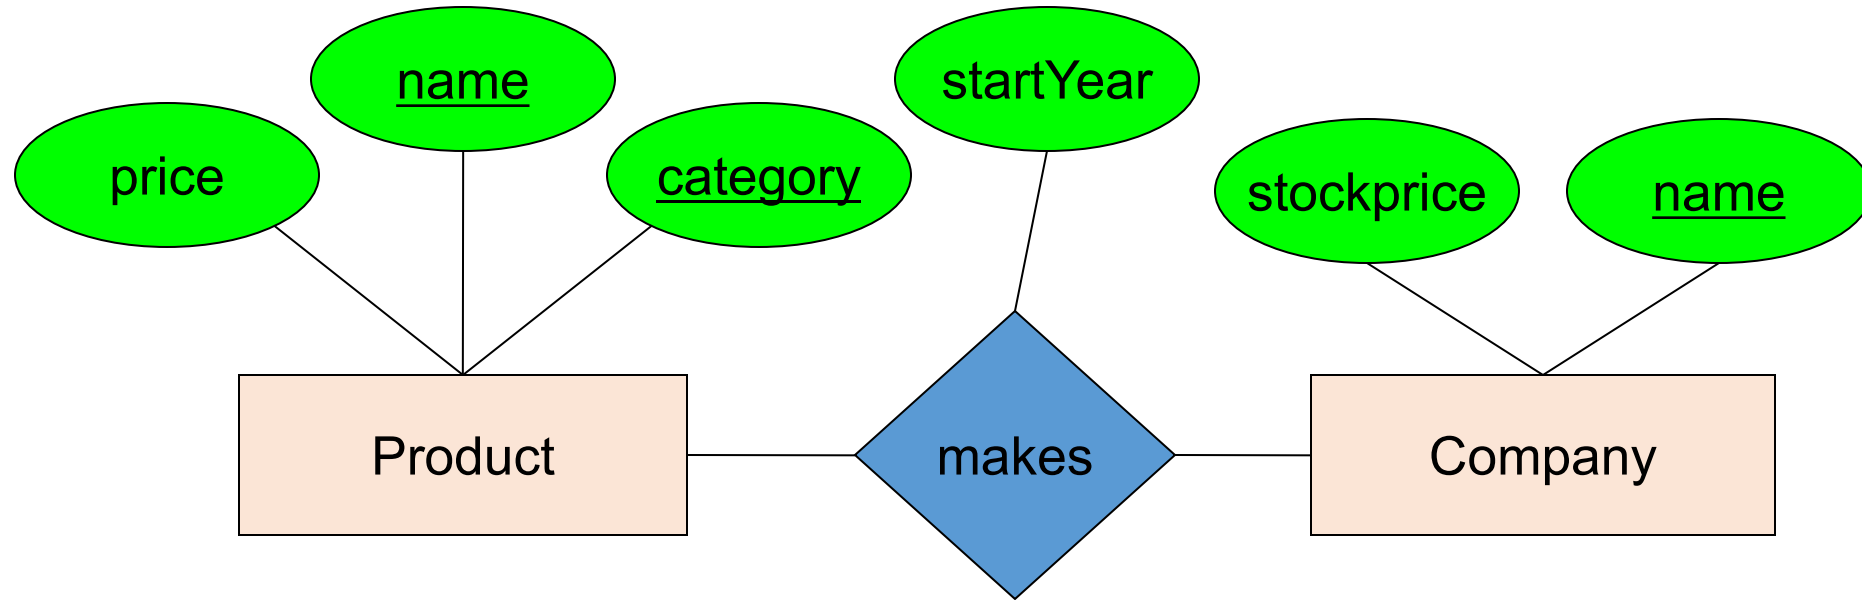 name
startYear
price
category
stockprice
name
Product
makes
Company